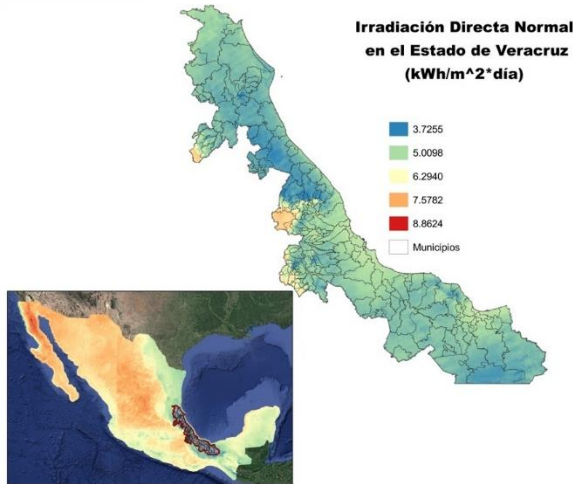 Irradiación Directa Normal
en el Estado de Veracruz
(kWh/m^2*día)
3.7255
5.0098
6.2940
7.5782
8.8624
Municipios